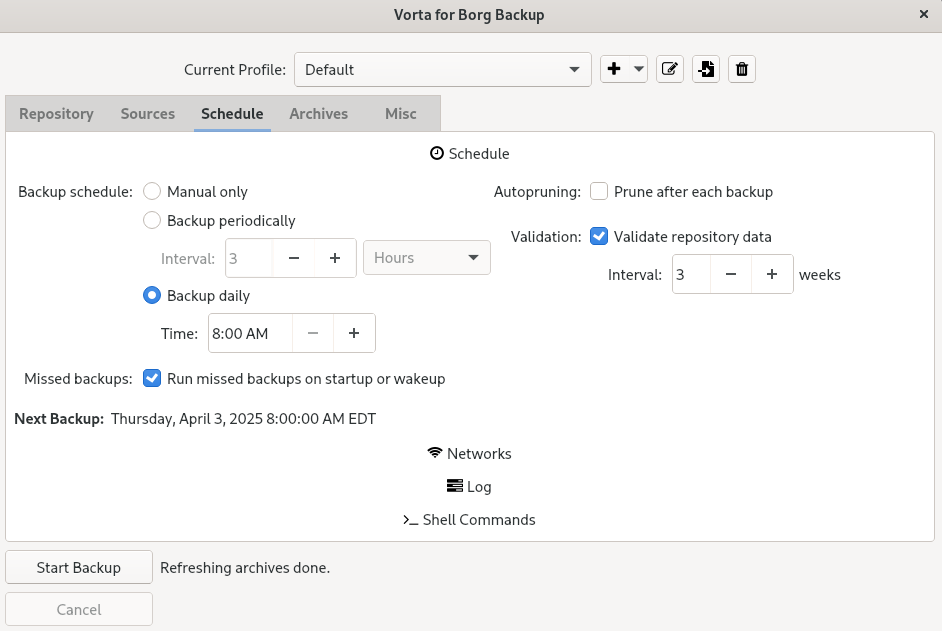 Vorta for Borg Backup
Current Profile: Default
Repository Sources Schedule Archives Misc
Schedule
Backup schedule: Manual only Autopruning: Prune after each backup
Backup periodically
Validation: Validate repository data
Interval: 3 Hours
Interval: 3 weeks
Backup daily
Time: 8:00 AM
Missed backups: Run missed backups on startup or wakeup
Next Backup: Thursday, April 3, 2025 8:00:00 AM EDT
Networks
Log
Shell Commands
Start Backup Refreshing archives done.
Cancel